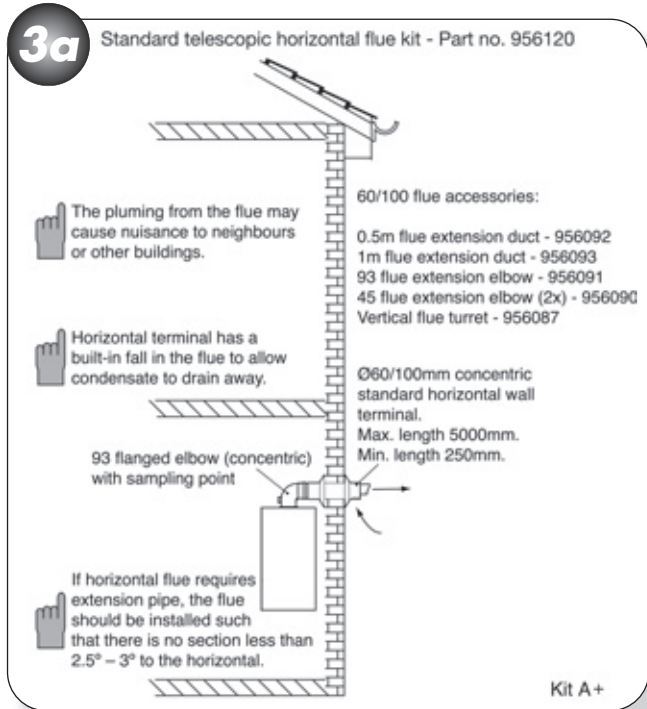 3a
Standard telescopic horizontal flue kit - Part no. 956120
The pluming from the flue may
cause nuisance to neighbours
or other buildings.
60/100 flue accessories:
0.5m flue extension duct - 956092
1m flue extension duct - 956093
93 flue extension elbow - 956091
45 flue extension elbow (2x) - 956090
Vertical flue turret - 956087
Horizontal terminal has a
built-in fall in the flue to allow
condensate to drain away.
Ø60/100mm concentric
standard horizontal wall
terminal.
Max. length 5000mm.
Min. length 250mm.
93 flanged elbow (concentric)
with sampling point
If horizontal flue requires
extension pipe, the flue
should be installed such
that there is no section less than
2.5º – 3º to the horizontal.
Kit A+